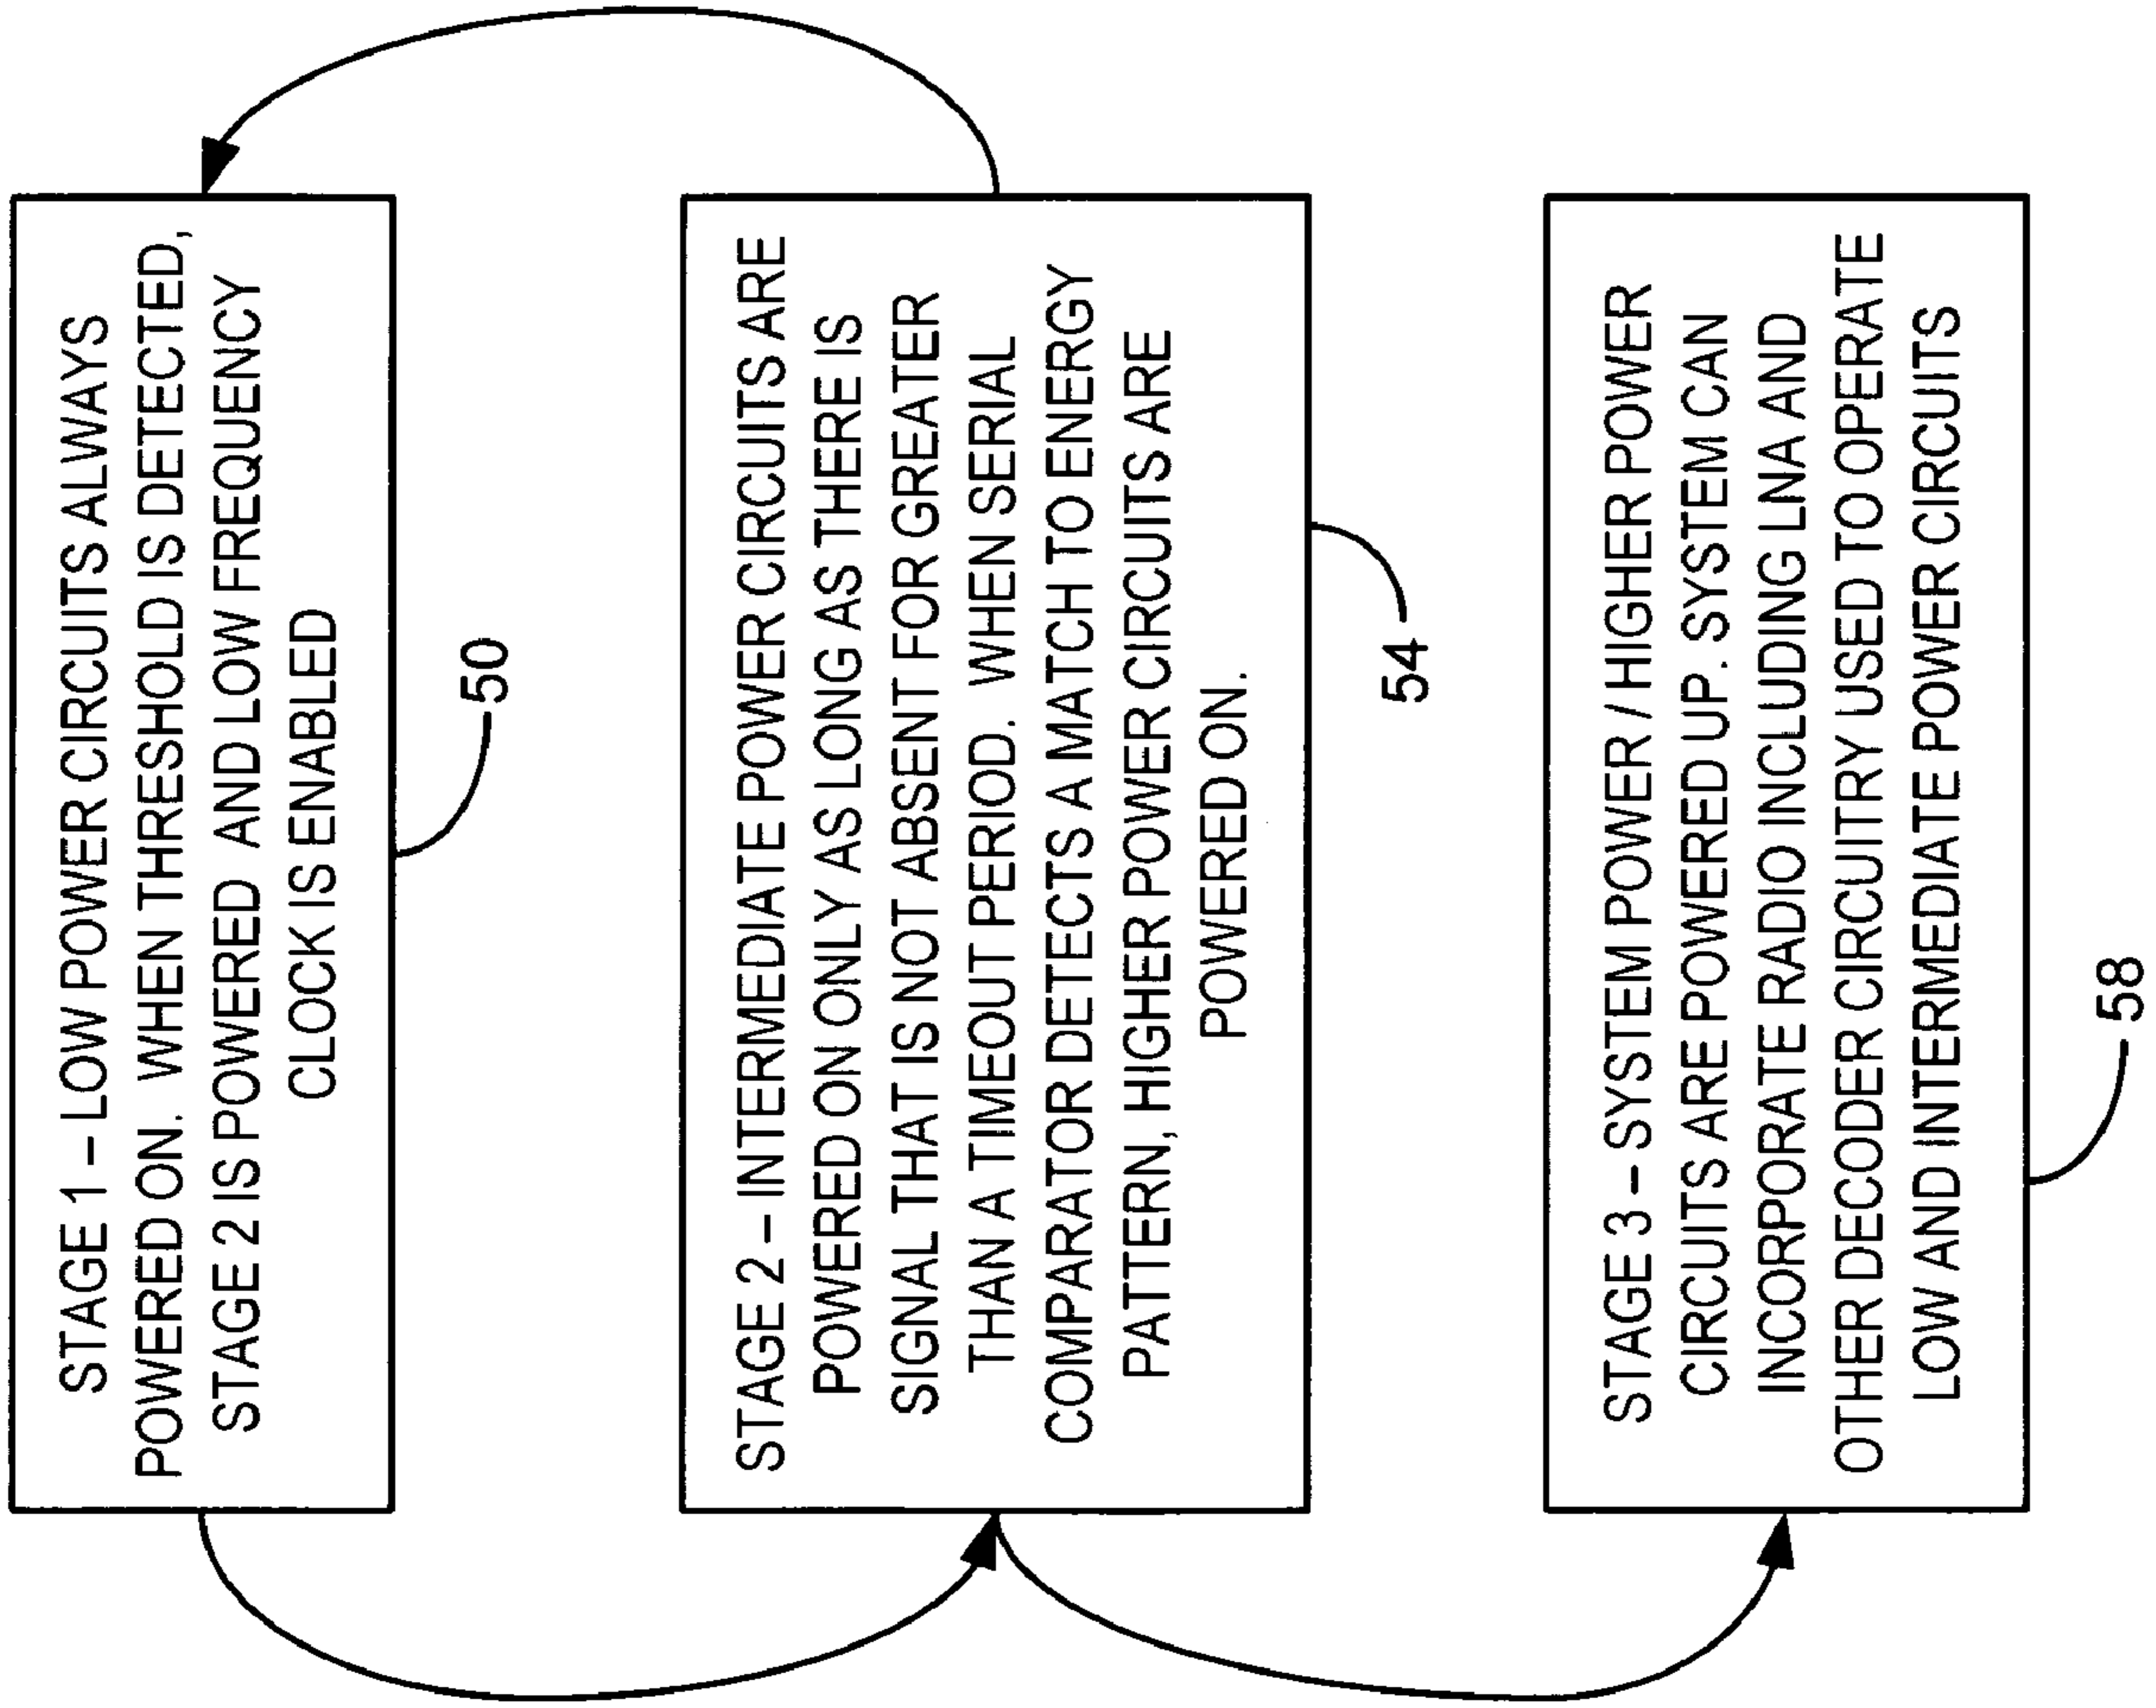 STAGE 1 – LOW POWER CIRCUITS ALWAYS
POWERED ON. WHEN THRESHOLD IS DETECTED,
STAGE 2 IS POWERED AND LOW FREQUENCY
CLOCK IS ENABLED
50
STAGE 2 – INTERMEDIATE POWER CIRCUITS ARE
POWERED ON ONLY AS LONG AS THERE IS
SIGNAL THAT IS NOT ABSENT FOR GREATER
THAN A TIMEOUT PERIOD. WHEN SERIAL
COMPARATOR DETECTS A MATCH TO ENERGY
PATTERN, HIGHER POWER CIRCUITS ARE
POWERED ON.
54
STAGE 3 – SYSTEM POWER / HIGHER POWER
CIRCUITS ARE POWERED UP. SYSTEM CAN
INCORPORATE RADIO INCLUDING LNA AND
OTHER DECODER CIRCUITRY USED TO OPERATE
LOW AND INTERMEDIATE POWER CIRCUITS
58